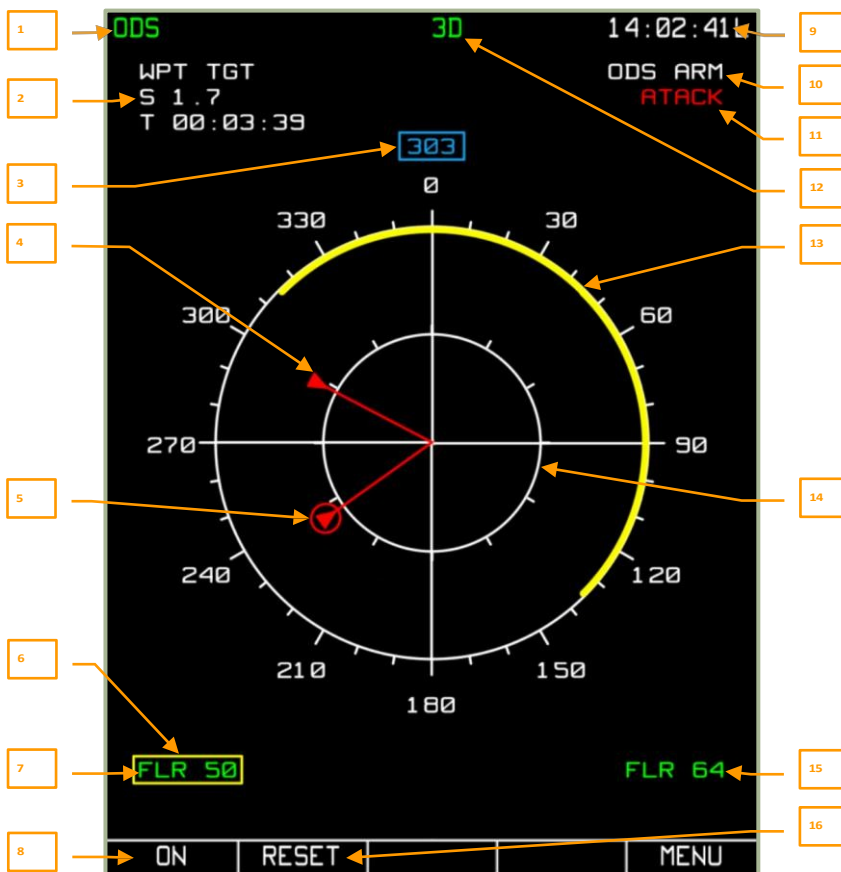 1
ODS
3D
14:02:41L
9
WPT TGT
ODS ARM
10
2
S 1.7
ATACK
T 00:03:39
11
303
3
0
12
330
30
4
13
300
60
270
90
5
14
240
120
210
150
6
180
7
FLR 50
FLR 64
15
16
8
ON
RESET
MENU